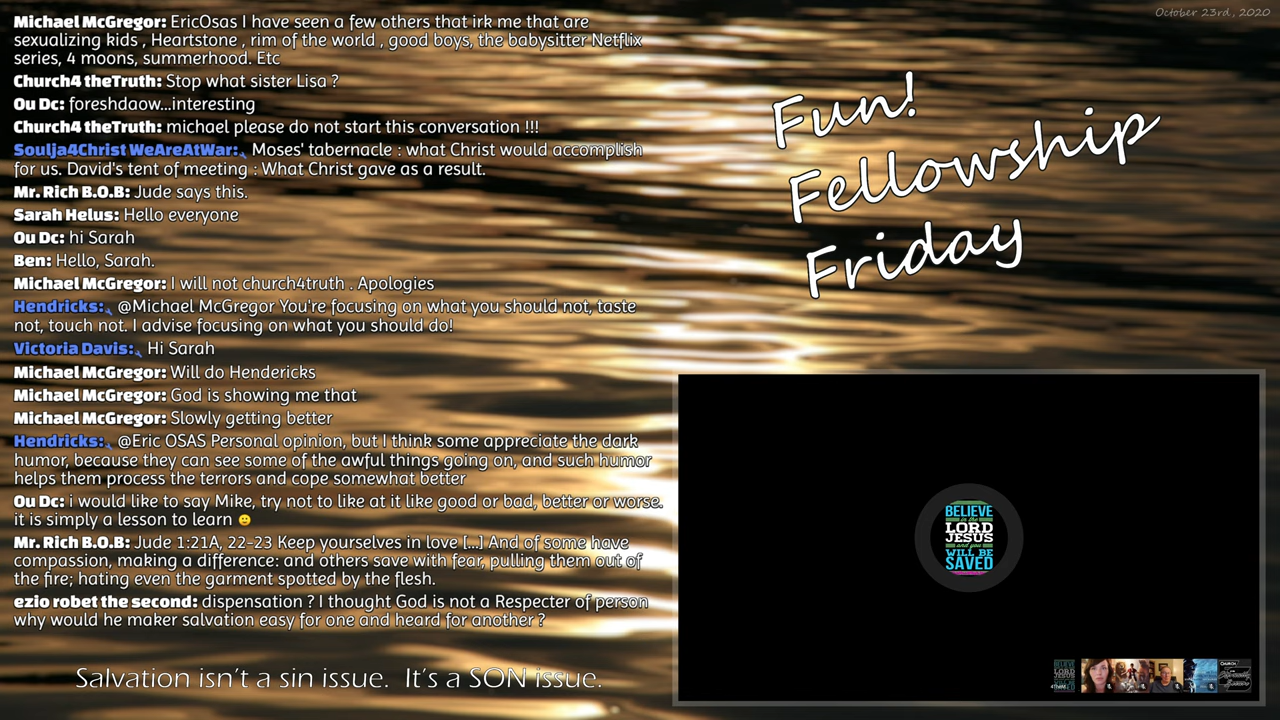 October 23rd, 2020
Michael McGregor: EricOsas I have seen a few others that irk me that are
sexualizing kids , Heartstone , rim of the world , good boys, the babysitter Netflix
series, 4 moons, summerhood. Etc
Church4 theTruth: Stop what sister Lisa ?
Ou Dc: foreshdaow...interesting
Church4 theTruth: michael please do not start this conversation !!!
Soulja4Christ WeAreAtWar: Moses' tabernacle : what Christ would accomplish
for us. David's tent of meeting : What Christ gave as a result.
Mr. Rich B.O.B: Jude says this.
Sarah Helus: Hello everyone
Ou Dc: hi Sarah
Ben: Hello, Sarah.
Michael McGregor: I will not church4truth . Apologies
Hendricks: @Michael McGregor You're focusing on what you should not, taste
not, touch not. I advise focusing on what you should do!
Victoria Davis: Hi Sarah
Michael McGregor: Will do Hendericks
Michael McGregor: God is showing me that
Michael McGregor: Slowly getting better
Hendricks: @Eric OSAS Personal opinion, but I think some appreciate the dark
humor, because they can see some of the awful things going on, and such humor
helps them process the terrors and cope somewhat better
Ou Dc: i would like to say Mike, try not to like at it like good or bad, better or worse.
it is simply a lesson to learn 🙂
Mr. Rich B.O.B: Jude 1:21A, 22-23 Keep yourselves in love [...] And of some have
compassion, making a difference: and others save with fear, pulling them out of
the fire; hating even the garment spotted by the flesh.
ezio robet the second: dispensation ? I thought God is not a Respecter of person
why would he maker salvation easy for one and heard for another ?
Salvation isn't a sin issue. It's a SON issue.
Fun!
Fellowship
Friday
BELIEVE
in the
LORD
JESUS
and you
WILL BE
SAVED